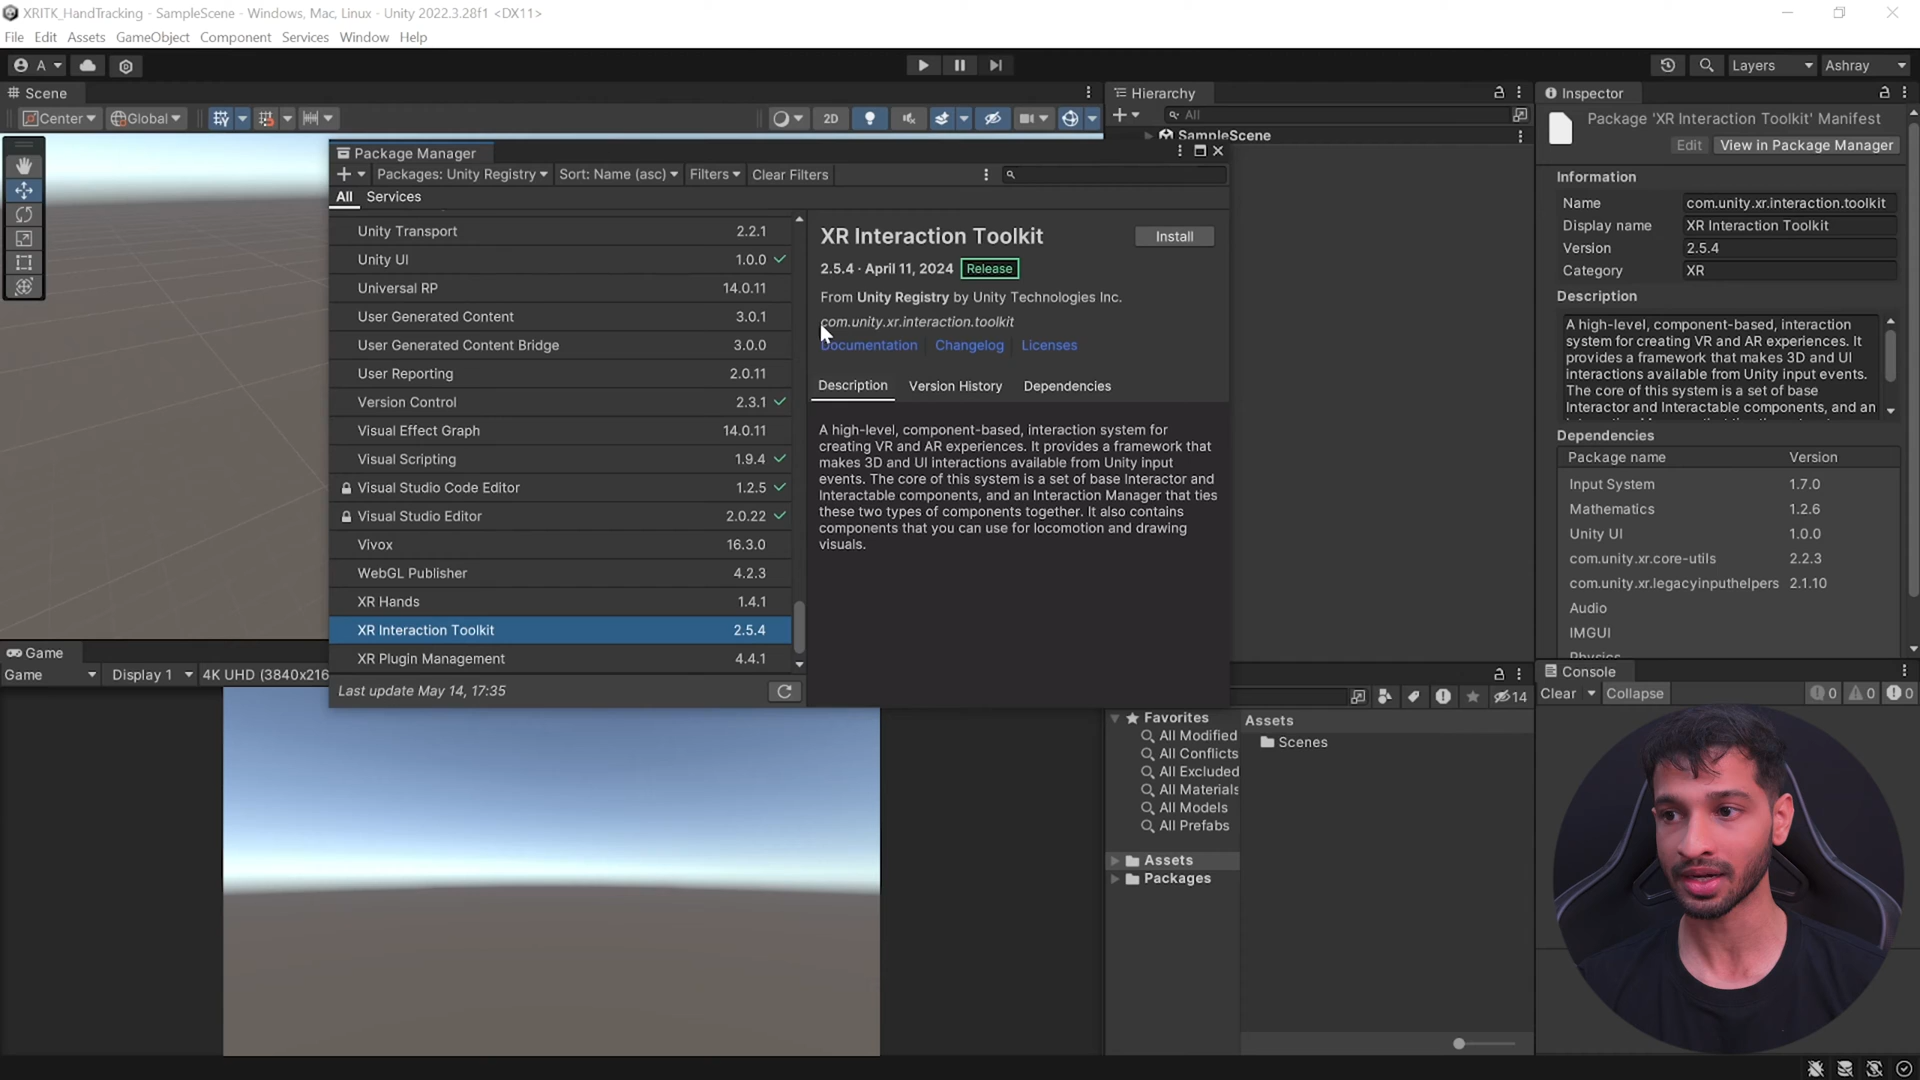 XRITK_HandTracking - SampleScene - Windows, Mac, Linux - Unity 2022.3.28f1 <DX11>
File Edit Assets GameObject Component Services Window Help
A
Layers
Ashray
Scene
Center
Global
2D
Package Manager
Packages: Unity Registry
Sort: Name (asc)
Filters
Clear Filters
All Services
Unity Transport 2.2.1
Unity UI 1.0.0
Universal RP 14.0.11
User Generated Content 3.0.1
User Generated Content Bridge 3.0.0
User Reporting 2.0.11
Version Control 2.3.1
Visual Effect Graph 14.0.11
Visual Scripting 1.9.4
Visual Studio Code Editor 1.2.5
Visual Studio Editor 2.0.22
Vivox 16.3.0
WebGL Publisher 4.2.3
XR Hands 1.4.1
XR Interaction Toolkit 2.5.4
XR Plugin Management 4.4.1
Last update May 14, 17:35
XR Interaction Toolkit
Install
2.5.4 · April 11, 2024 Release
From Unity Registry by Unity Technologies Inc.
com.unity.xr.interaction.toolkit
Documentation Changelog Licenses
Description Version History Dependencies
A high-level, component-based, interaction system for
creating VR and AR experiences. It provides a framework that
makes 3D and UI interactions available from Unity input
events. The core of this system is a set of base Interactor and
Interactable components, and an Interaction Manager that ties
these two types of components together. It also contains
components that you can use for locomotion and drawing
visuals.
Hierarchy
All
SampleScene
Inspector
Package 'XR Interaction Toolkit' Manifest
Edit View in Package Manager
Information
Name com.unity.xr.interaction.toolkit
Display name XR Interaction Toolkit
Version 2.5.4
Category XR
Description
A high-level, component-based, interaction
system for creating VR and AR experiences. It
provides a framework that makes 3D and UI
interactions available from Unity input events.
The core of this system is a set of base
Interactor and Interactable components, and an
Dependencies
Package name Version
Input System 1.7.0
Mathematics 1.2.6
Unity UI 1.0.0
com.unity.xr.core-utils 2.2.3
com.unity.xr.legacyinputhelpers 2.1.10
Audio
IMGUI
Physics
Game
Game Display 1 4K UHD (3840x216
14
Favorites
All Modified
All Conflicts
All Excluded
All Materials
All Models
All Prefabs
Assets
Packages
Assets
Scenes
Console
Clear Collapse 0 0 0